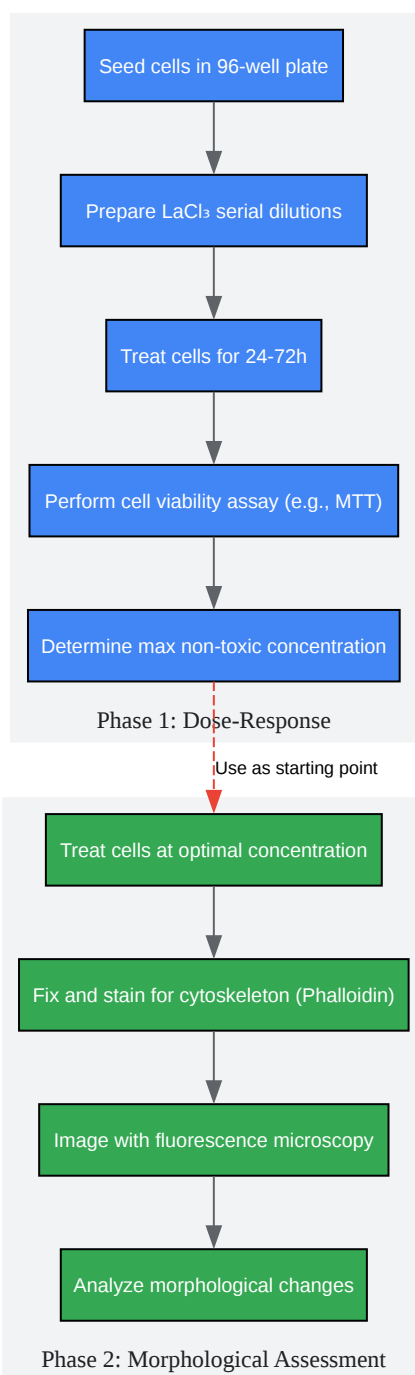 Seed cells in 96-well plate
Prepare LaCl₃ serial dilutions
Treat cells for 24-72h
Perform cell viability assay (e.g., MTT)
Determine max non-toxic concentration
Phase 1: Dose-Response
Use as starting point
Treat cells at optimal concentration
Fix and stain for cytoskeleton (Phalloidin)
Image with fluorescence microscopy
Analyze morphological changes
Phase 2: Morphological Assessment